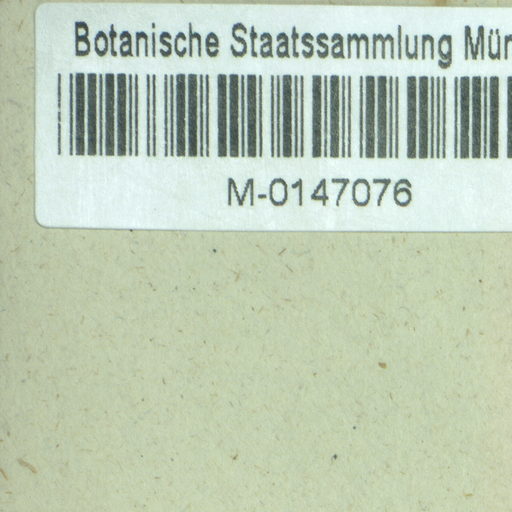 Botanische Staatssammlung Mün
M-0147076